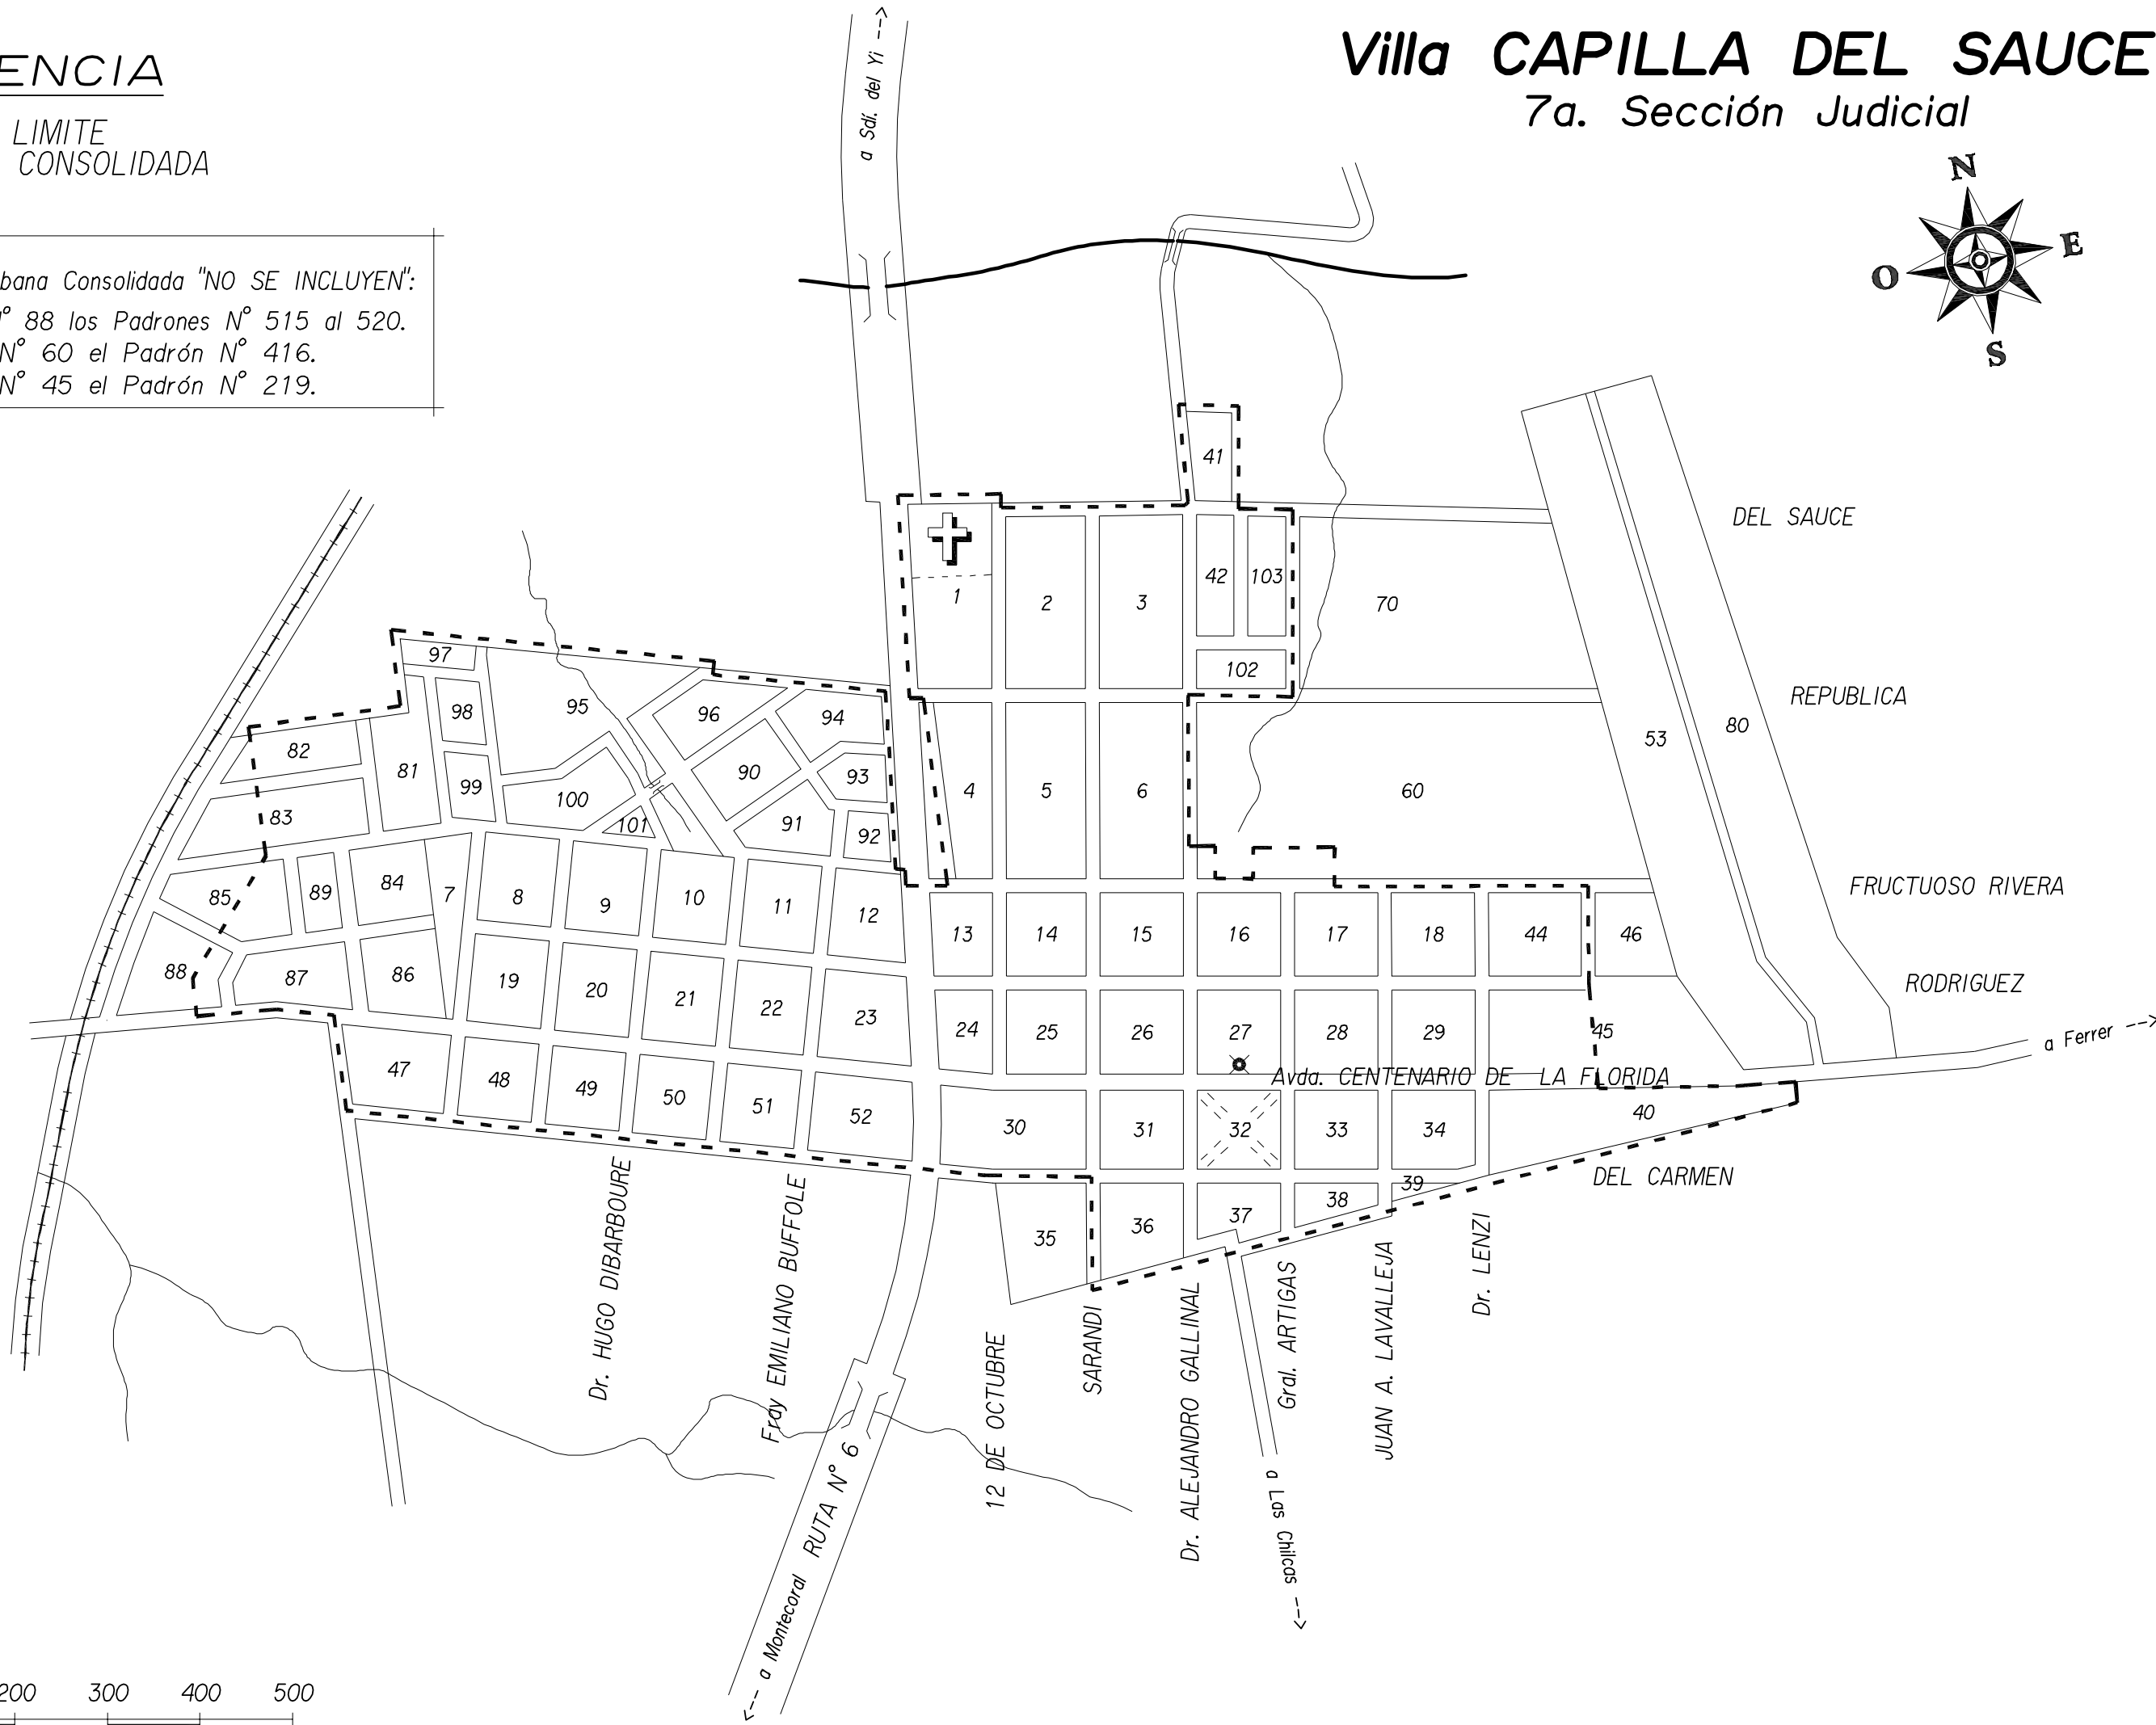 Villa CAPILLA DEL SAUCE
7a. Sección Judicial
ENCIA
LIMITE
CONSOLIDADA
bana Consolidada "NO SE INCLUYEN":
N° 88 los Padrones N° 515 al 520.
N° 60 el Padrón N° 416.
N° 45 el Padrón N° 219.
a Sdí. del Yi
N
E
O
S
41
DEL SAUCE
1
2
3
42
103
70
102
REPUBLICA
97
98
95
96
94
53
80
82
81
99
100
90
93
4
5
6
60
83
101
91
92
85
89
84
7
8
9
10
11
12
FRUCTUOSO RIVERA
13
14
15
16
17
18
44
46
88
87
86
19
20
21
22
23
RODRIGUEZ
24
25
26
27
28
29
45
a Ferrer
47
48
49
50
51
52
Avda. CENTENARIO DE LA FLORIDA
30
31
32
33
34
40
DEL CARMEN
35
36
37
38
39
Dr. HUGO DIBARBOURE
Fray EMILIANO BUFFOLE
12 DE OCTUBRE
SARANDI
Dr. ALEJANDRO GALLINAL
Gral. ARTIGAS
JUAN A. LAVALLEJA
Dr. LENZI
a Montecoral RUTA N° 6
a Las Chilcas
200 300 400 500